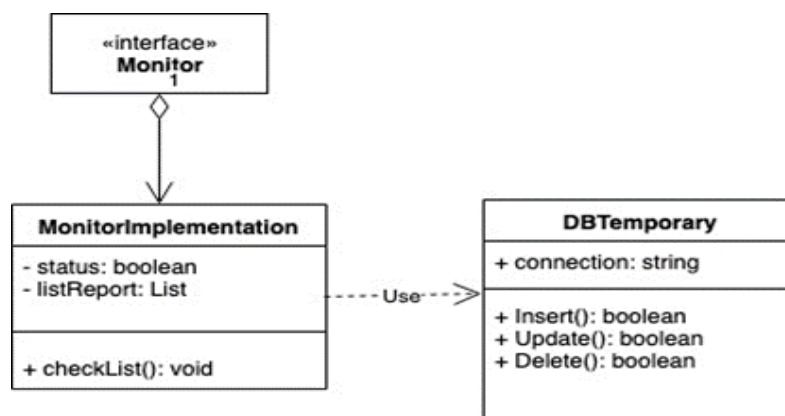 «interface»
Monitor
1
MonitorImplementation
- status: boolean
- listReport: List
+ checkList(): void
Use
DBTemporary
+ connection: string
+ Insert(): boolean
+ Update(): boolean
+ Delete(): boolean